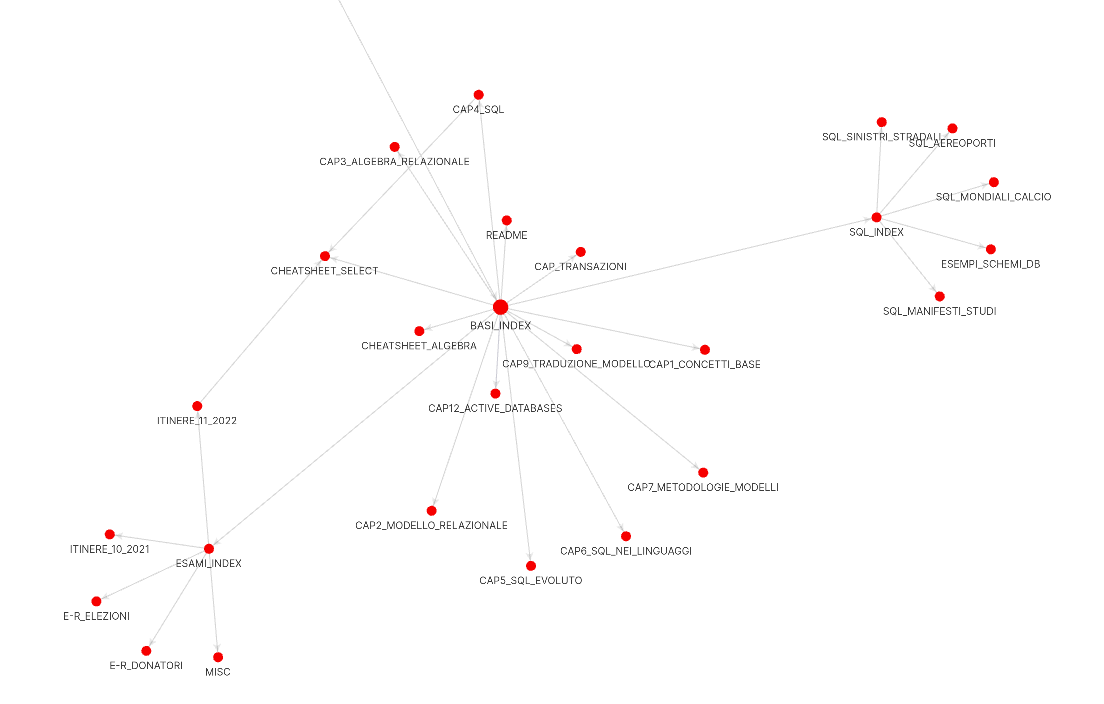 CAP4_SQL
SQL_SINISTRI_STRADALI
SQL_AEREOPORTI
CAP3_ALGEBRA_RELAZIONALE
SQL_MONDIALI_CALCIO
README
SQL_INDEX
CAP_TRANSAZIONI
ESEMPI_SCHEMI_DB
CHEATSHEET_SELECT
SQL_MANIFESTI_STUDI
BASI_INDEX
CHEATSHEET_ALGEBRA
CAP9_TRADUZIONE_MODELLO
CAP1_CONCETTI_BASE
CAP12_ACTIVE_DATABASES
ITINERE_11_2022
CAP7_METODOLOGIE_MODELLI
CAP2_MODELLO_RELAZIONALE
ITINERE_10_2021
CAP6_SQL_NEI_LINGUAGGI
ESAMI_INDEX
CAP5_SQL_EVOLUTO
E-R_ELEZIONI
E-R_DONATORI
MISC